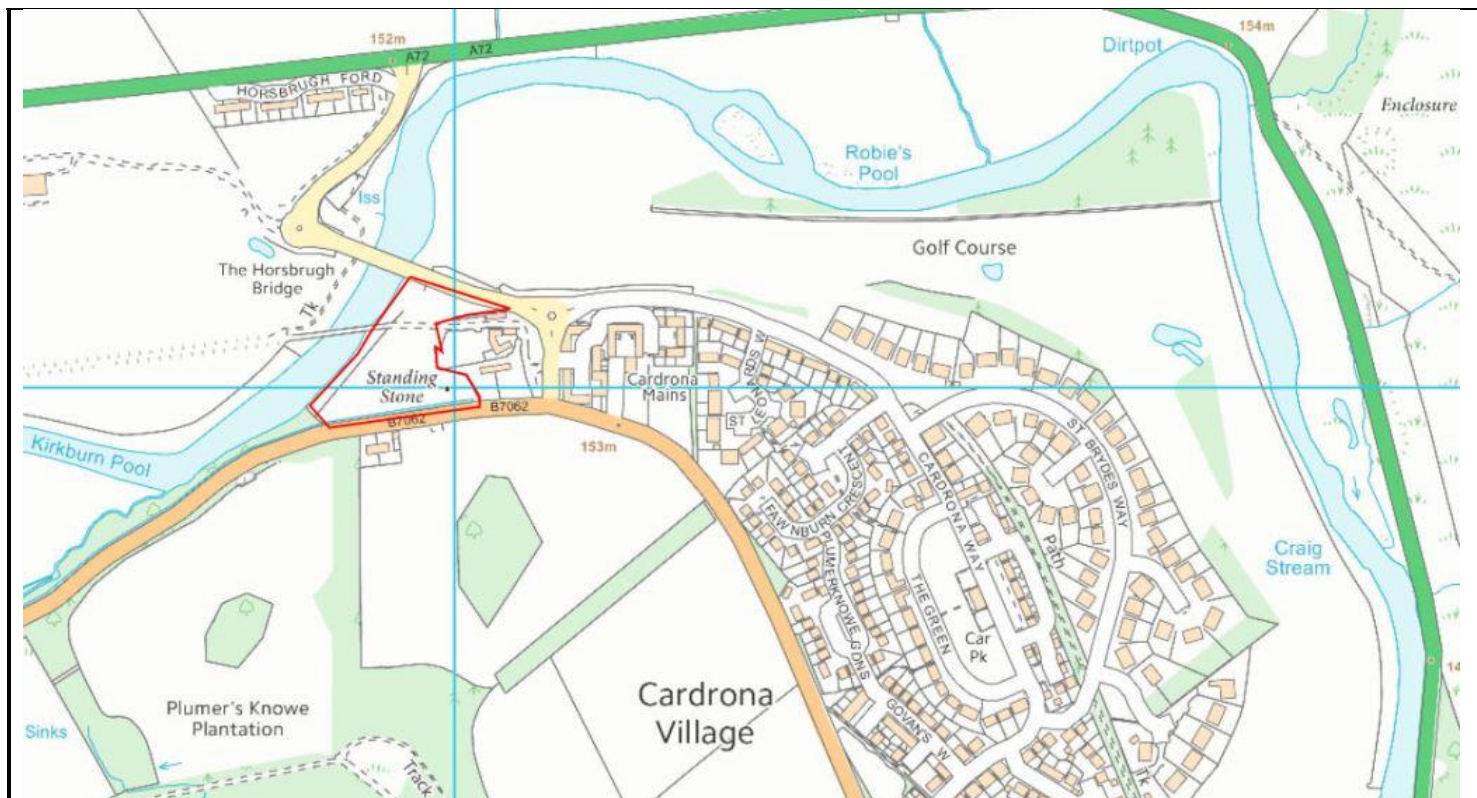 152m
A72
A72
HORSBRUGH FORD
Dirtpot
154m
Enclosure
Robie's
Pool
Iss
Golf Course
The Horsbrugh
Bridge
Tk
Standing
Stone
Cardrona
Mains
B7062
B7062
153m
Kirkburn Pool
ST
CARDRONA WAY
ST BRYDES WAY
FAWNBURN CRESCENT
PLUMERKNOWE GDNS
THE GREEN
Path
Car
Pk
Craig
Stream
Plumer's Knowe
Plantation
Cardrona
Village
GOVAN'S W
Sinks
Track
Tk
14